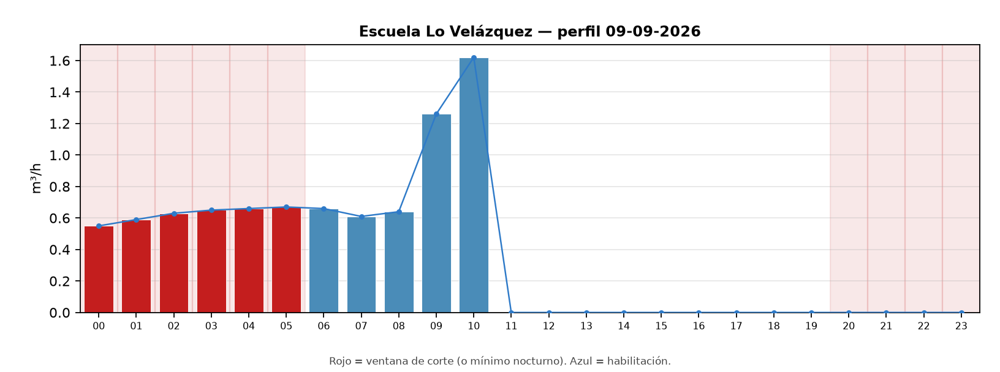 Escuela Lo Velázquez — perfil 09-09-2026
m³/h
1.6
1.4
1.2
1.0
0.8
0.6
0.4
0.2
0.0
00 01 02 03 04 05 06 07 08 09 10 11 12 13 14 15 16 17 18 19 20 21 22 23
Rojo = ventana de corte (o mínimo nocturno). Azul = habilitación.